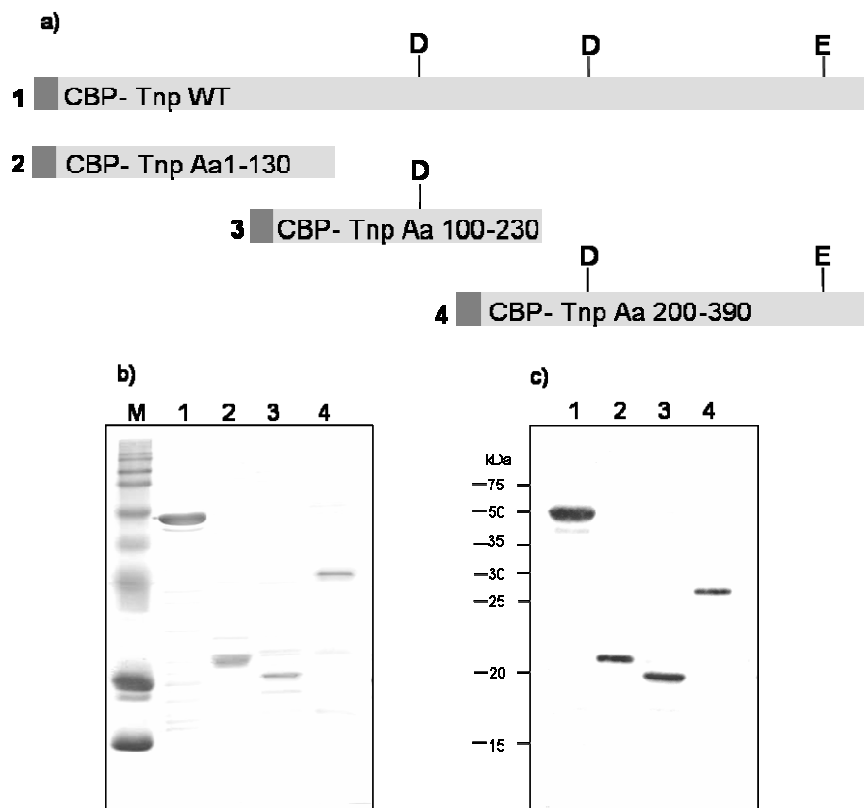 a)
D D E
1 CBP- Tnp WT
2 CBP- Tnp Aa1-130
D
3 CBP- Tnp Aa 100-230
D E
4 CBP- Tnp Aa 200-390
b)
M 1 2 3 4
c)
1 2 3 4
kDa
75
50
35
30
25
20
15